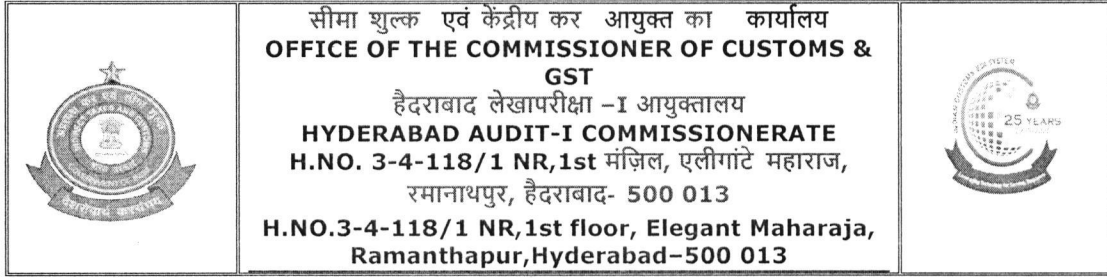 सीमा शुल्क एवं केंद्रीय कर आयुक्त का कार्यालय
OFFICE OF THE COMMISSIONER OF CUSTOMS &
GST
हैदराबाद लेखापरीक्षा –I आयुक्तालय
HYDERABAD AUDIT-I COMMISSIONERATE
H.NO. 3-4-118/1 NR,1st मंज़िल, एलीगांटे महाराज,
रमानाथपुर, हैदराबाद- 500 013
H.NO.3-4-118/1 NR,1st floor, Elegant Maharaja,
Ramanthapur,Hyderabad–500 013
25 YEARS